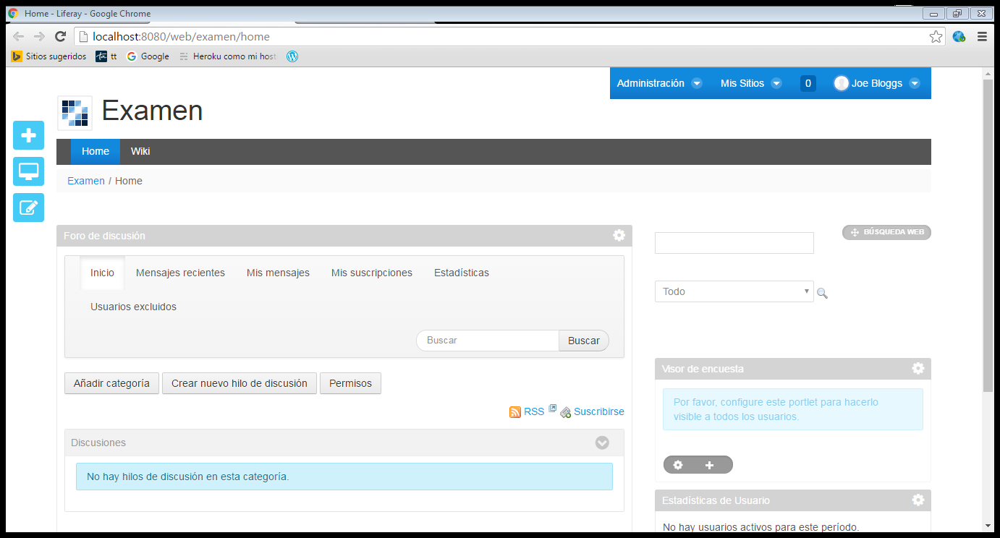 Home - Liferay - Google Chrome
localhost:8080/web/examen/home
Sitios sugeridos tt Google Heroku como mi host
Administración Mis Sitios 0 Joe Bloggs
Examen
Home Wiki
Examen / Home
Foro de discusión
Inicio Mensajes recientes Mis mensajes Mis suscripciones Estadísticas
Usuarios excluidos
Buscar Buscar
Añadir categoría Crear nuevo hilo de discusión Permisos
RSS Suscribirse
Discusiones
No hay hilos de discusión en esta categoría.
BÚSQUEDA WEB
Todo
Visor de encuesta
Por favor, configure este portlet para hacerlo
visible a todos los usuarios.
Estadísticas de Usuario
No hay usuarios activos para este período.